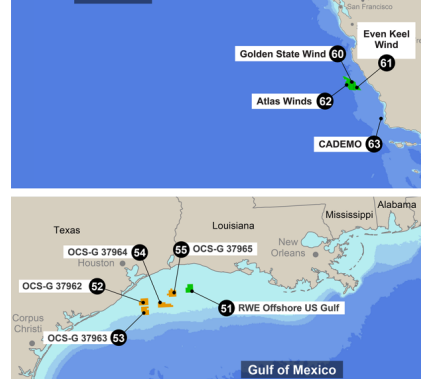 San Francisco
Even Keel
Wind
Golden State Wind 60
61
Atlas Winds 62
CADEMO 63
Alabama
Mississippi
Texas
Louisiana
OCS-G 37964 54
55 OCS-G 37965
New
Orleans
Houston
OCS-G 37962 52
51 RWE Offshore US Gulf
Corpus
Christi
OCS-G 37963 53
Gulf of Mexico